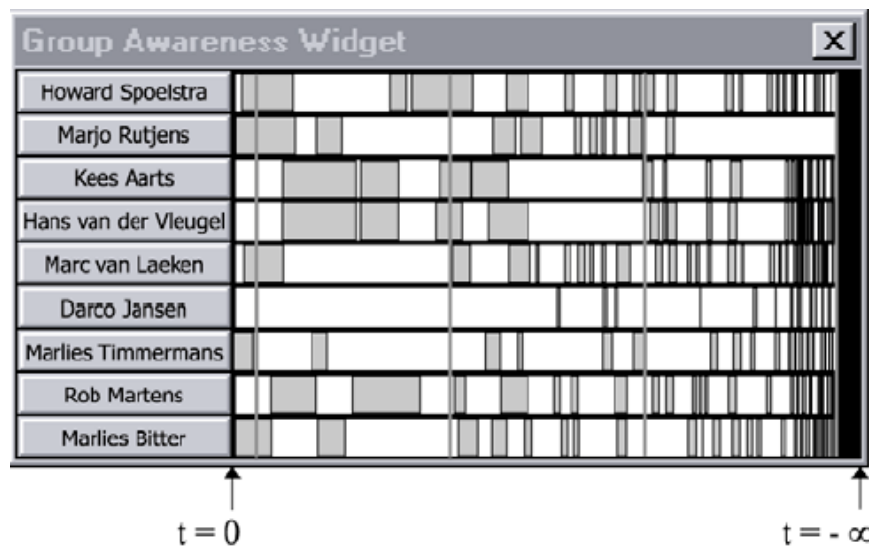 Group Awareness Widget X
Howard Spoelstra
Marjo Rutjens
Kees Aarts
Hans van der Vleugel
Marc van Laeken
Darco Jansen
Marlies Timmermans
Rob Martens
Marlies Bitter
t = 0 t = - ∞